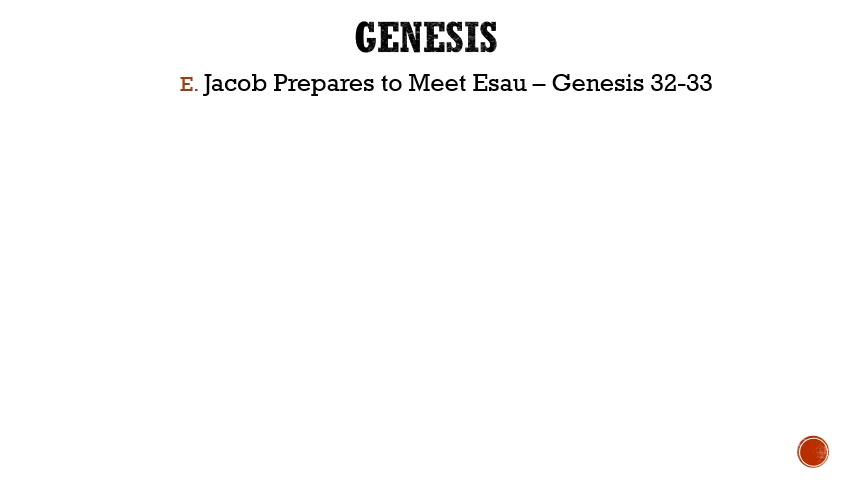 GENESIS
E. Jacob Prepares to Meet Esau – Genesis 32-33